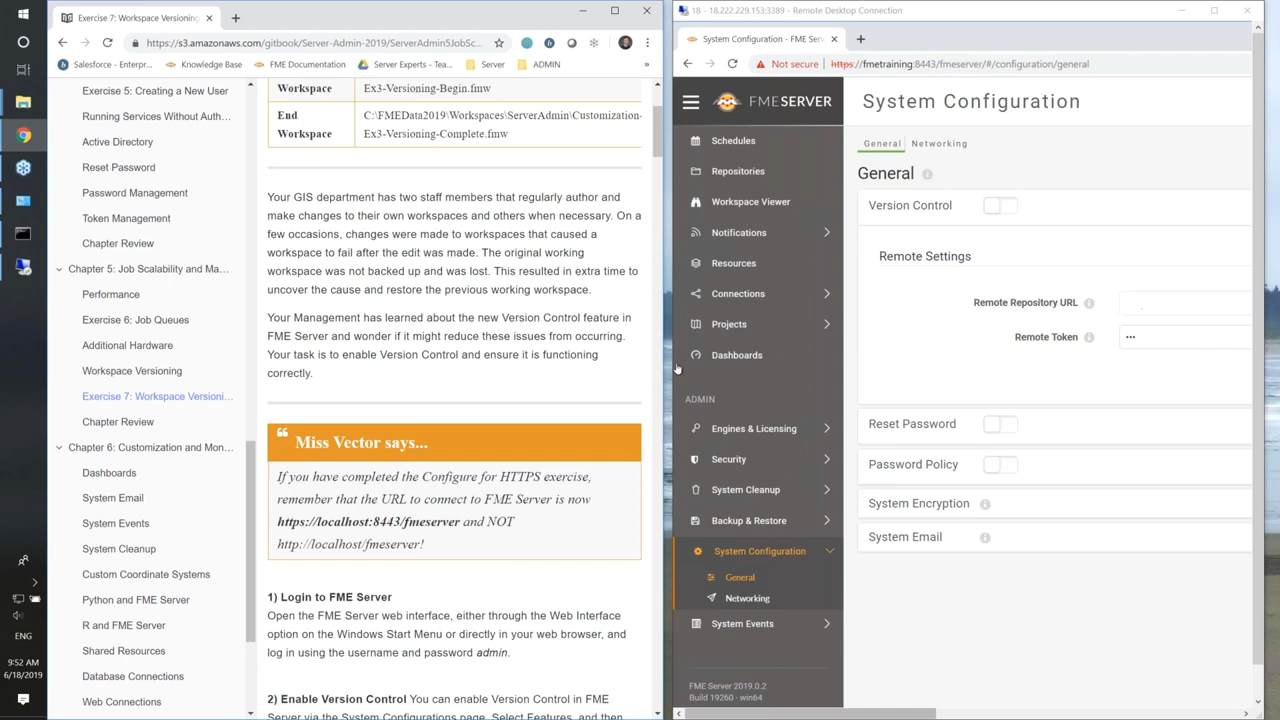 Exercise 7: Workspace Versioning
https://s3.amazonaws.com/gitbook/Server-Admin-2019/ServerAdmin5JobSc...
Salesforce - Enterpr...
Knowledge Base
FME Documentation
Server Experts - Tea...
Server
ADMIN
»
Exercise 5: Creating a New User
Running Services Without Auth...
Active Directory
Reset Password
Password Management
Token Management
Chapter Review
Chapter 5: Job Scalability and Ma...
Performance
Exercise 6: Job Queues
Additional Hardware
Workspace Versioning
Exercise 7: Workspace Versioni...
Chapter Review
Chapter 6: Customization and Mon...
Dashboards
System Email
System Events
System Cleanup
Custom Coordinate Systems
Python and FME Server
R and FME Server
Shared Resources
Database Connections
Web Connections
Workspace Ex3-Versioning-Begin.fmw
End C:\FMEData2019\Workspaces\ServerAdmin\Customization-
Workspace Ex3-Versioning-Complete.fmw
Your GIS department has two staff members that regularly author and
make changes to their own workspaces and others when necessary. On a
few occasions, changes were made to workspaces that caused a
workspace to fail after the edit was made. The original working
workspace was not backed up and was lost. This resulted in extra time to
uncover the cause and restore the previous working workspace.
Your Management has learned about the new Version Control feature in
FME Server and wonder if it might reduce these issues from occurring.
Your task is to enable Version Control and ensure it is functioning
correctly.
“ Miss Vector says...
If you have completed the Configure for HTTPS exercise,
remember that the URL to connect to FME Server is now
https://localhost:8443/fmeserver and NOT
http://localhost/fmeserver!
1) Login to FME Server
Open the FME Server web interface, either through the Web Interface
option on the Windows Start Menu or directly in your web browser, and
log in using the username and password admin.
2) Enable Version Control You can enable Version Control in FME
Server via the System Configurations page. Select Features, and then
ENG
9:52 AM
6/18/2019
18 - 18.222.229.153:3389 - Remote Desktop Connection
System Configuration - FME Serv
Not secure
https://fmetraining:8443/fmeserver/#/configuration/general
FMESERVER
Schedules
Repositories
Workspace Viewer
Notifications
Resources
Connections
Projects
Dashboards
ADMIN
Engines & Licensing
Security
System Cleanup
Backup & Restore
System Configuration
General
Networking
System Events
FME Server 2019.0.2
Build 19260 - win64
System Configuration
General Networking
General
Version Control
Remote Settings
Remote Repository URL
Remote Token
•••
Reset Password
Password Policy
System Encryption
System Email